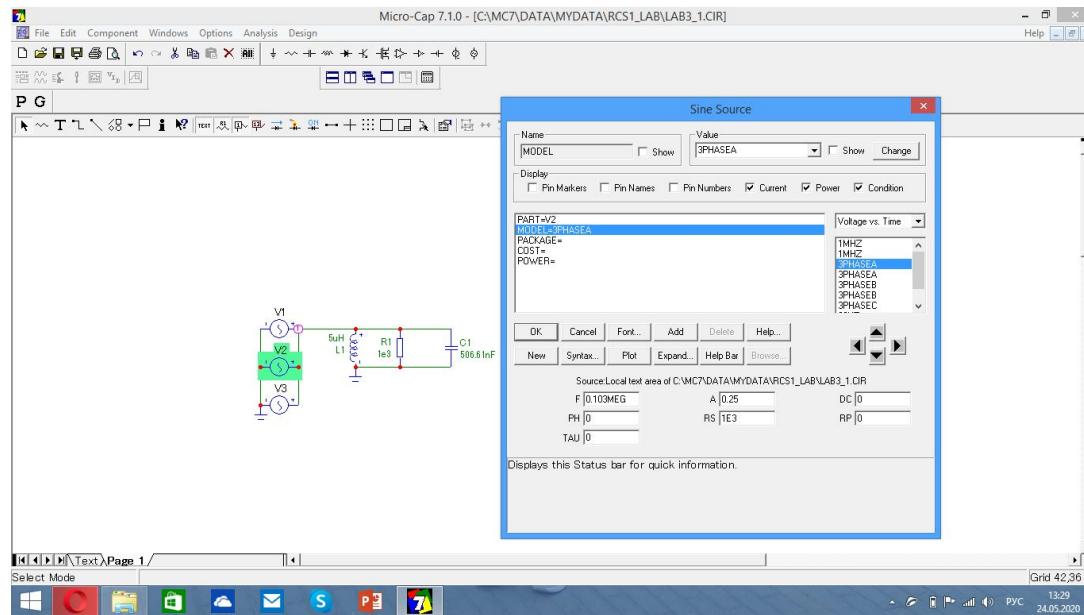 Micro-Cap 7.1.0 - [C:\MC7\DATA\MYDATA\RCS1_LAB\LAB3_1.CIR]
File Edit Component Windows Options Analysis Design Help
P G
Sine Source
Name
MODEL Show
Value
3PHASEA Show Change
Display
Pin Markers Pin Names Pin Numbers Current Power Condition
PART=V2
MODEL=3PHASEA
PACKAGE=
COST=
POWER=
Voltage vs. Time
1MHZ
1MHZ
3PHASEA
3PHASEA
3PHASEB
3PHASEB
3PHASEC
OK Cancel Font... Add Delete Help...
New Syntax... Plot Expand... Help Bar Browse...
Source:Local text area of C:\MC7\DATA\MYDATA\RCS1_LAB\LAB3_1.CIR
F 0.103MEG A 0.25 DC 0
PH 0 RS 1E3 RP 0
TAU 0
Displays this Status bar for quick information.
V1
1
V2
V3
5uH
L1
R1
1e3
C1
506.61nF
Text Page 1
Select Mode
Grid 42,36
РУС
13:29
24.05.2020